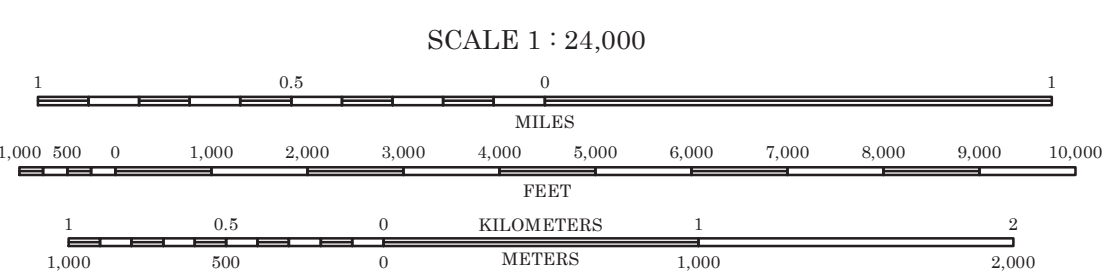 SCALE 1 : 24,000
1 0.5 0 1
MILES
1,000 500 0 1,000 2,000 3,000 4,000 5,000 6,000 7,000 8,000 9,000 10,000
FEET
1 0.5 0 KILOMETERS 1 2
1,000 500 0 METERS 1,000 2,000